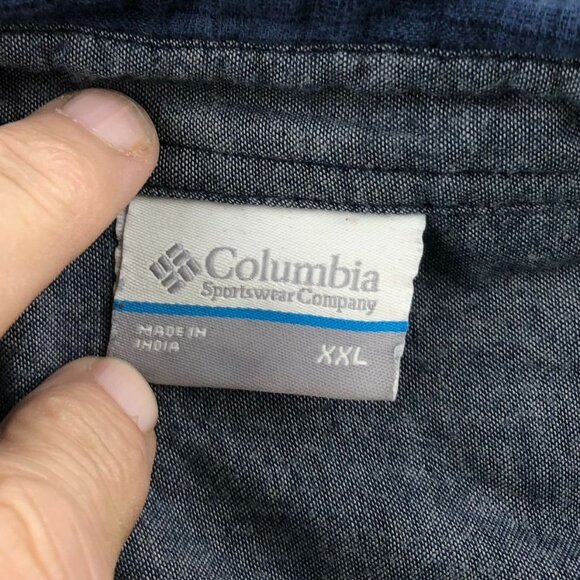 Columbia
Sportswear Company
MADE IN
INDIA
XXL